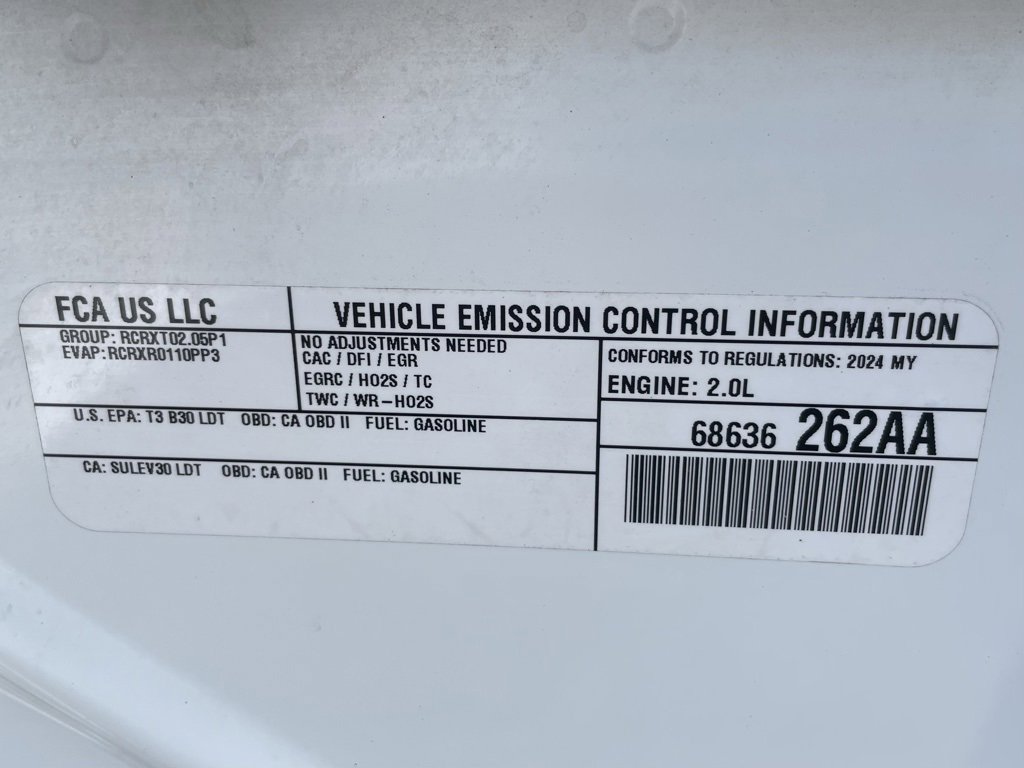 FCA US LLC
VEHICLE EMISSION CONTROL INFORMATION
GROUP: RCRXT02.05P1
EVAP:RCRXR0110PP3
NO ADJUSTMENTS NEEDED
CAC / DFI / EGR
EGRC / HO2S / TC
TWC / WR-HO2S
CONFORMS TO REGULATIONS: 2024 MY
ENGINE: 2.0L
U.S. EPA: T3 B30 LDT OBD: CA OBD II FUEL: GASOLINE
68636 262AA
CA: SULEV30 LDT OBD: CA OBD II FUEL: GASOLINE